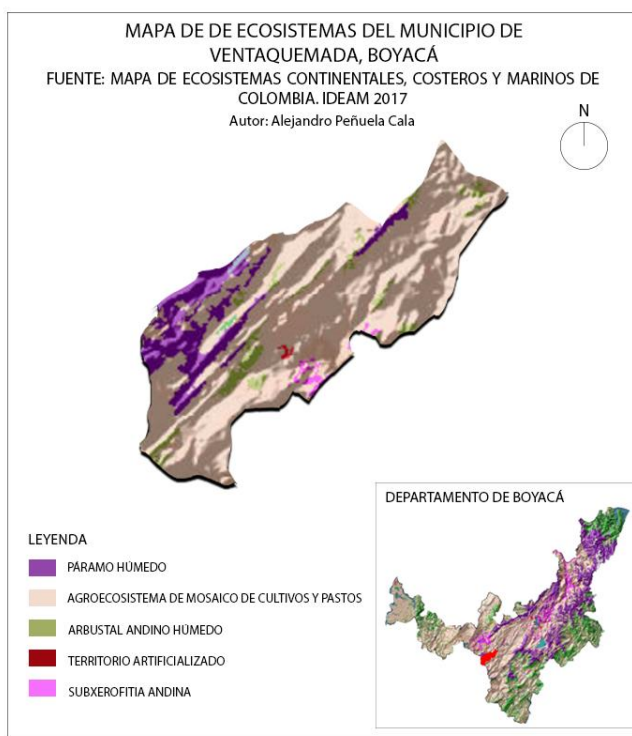 MAPA DE DE ECOSISTEMAS DEL MUNICIPIO DE
VENTAQUEMADA, BOYACÁ
FUENTE: MAPA DE ECOSISTEMAS CONTINENTALES, COSTEROS Y MARINOS DE
COLOMBIA. IDEAM 2017
Autor: Alejandro Peñuela Cala
N
DEPARTAMENTO DE BOYACÁ
LEYENDA
PÁRAMO HÚMEDO
AGROECOSISTEMA DE MOSAICO DE CULTIVOS Y PASTOS
ARBUSTAL ANDINO HÚMEDO
TERRITORIO ARTIFICIALIZADO
SUBXEROFITIA ANDINA